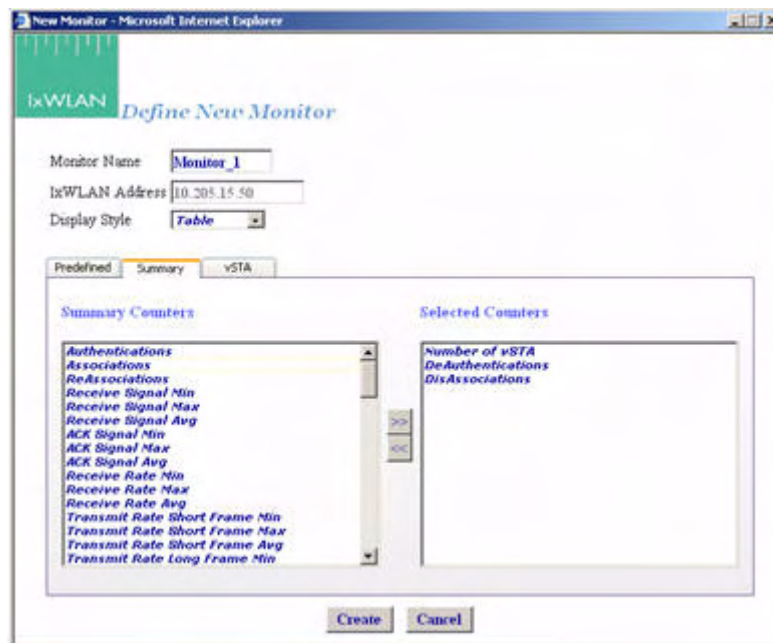 New Monitor - Microsoft Internet Explorer
IxWLAN
Define New Monitor
Monitor Name Monitor_1
IxWLAN Address 10.205.15.50
Display Style Table
Predefined Summary vSTA
Summary Counters
Authentications
Associations
ReAssociations
Receive Signal Min
Receive Signal Max
Receive Signal Avg
ACK Signal Min
ACK Signal Max
ACK Signal Avg
Receive Rate Min
Receive Rate Max
Receive Rate Avg
Transmit Rate Short Frame Min
Transmit Rate Short Frame Max
Transmit Rate Short Frame Avg
Transmit Rate Long Frame Min
>>
<<
Selected Counters
Number of vSTA
DeAuthentications
DisAssociations
Create Cancel